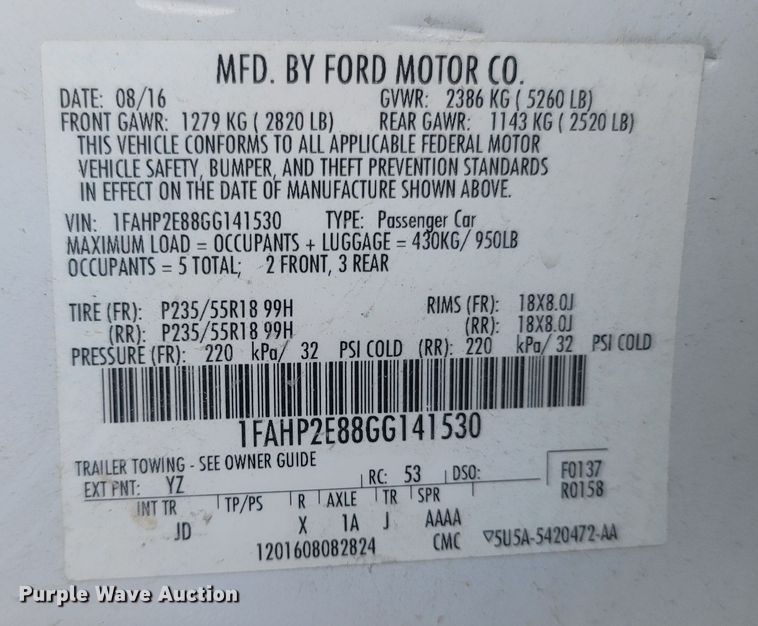 MFD. BY FORD MOTOR CO.
DATE: 08/16 GVWR: 2386 KG ( 5260 LB)
FRONT GAWR: 1279 KG ( 2820 LB) REAR GAWR: 1143 KG ( 2520 LB)
THIS VEHICLE CONFORMS TO ALL APPLICABLE FEDERAL MOTOR
VEHICLE SAFETY, BUMPER, AND THEFT PREVENTION STANDARDS
IN EFFECT ON THE DATE OF MANUFACTURE SHOWN ABOVE.
VIN: 1FAHP2E88GG141530 TYPE: Passenger Car
MAXIMUM LOAD = OCCUPANTS + LUGGAGE = 430KG/ 950LB
OCCUPANTS = 5 TOTAL; 2 FRONT, 3 REAR
TIRE (FR): P235/55R18 99H RIMS (FR): 18X8.0J
(RR): P235/55R18 99H (RR): 18X8.0J
PRESSURE (FR): 220 kPa/ 32 PSI COLD (RR): 220 kPa/ 32 PSI COLD
1FAHP2E88GG141530
TRAILER TOWING - SEE OWNER GUIDE
EXT PNT: YZ RC: 53 DSO: F0137
R0158
INT TR TP/PS R AXLE TR SPR
JD X 1A J AAAA
1201608082824 CMC ▽5U5A-5420472-AA
Purple Wave Auction